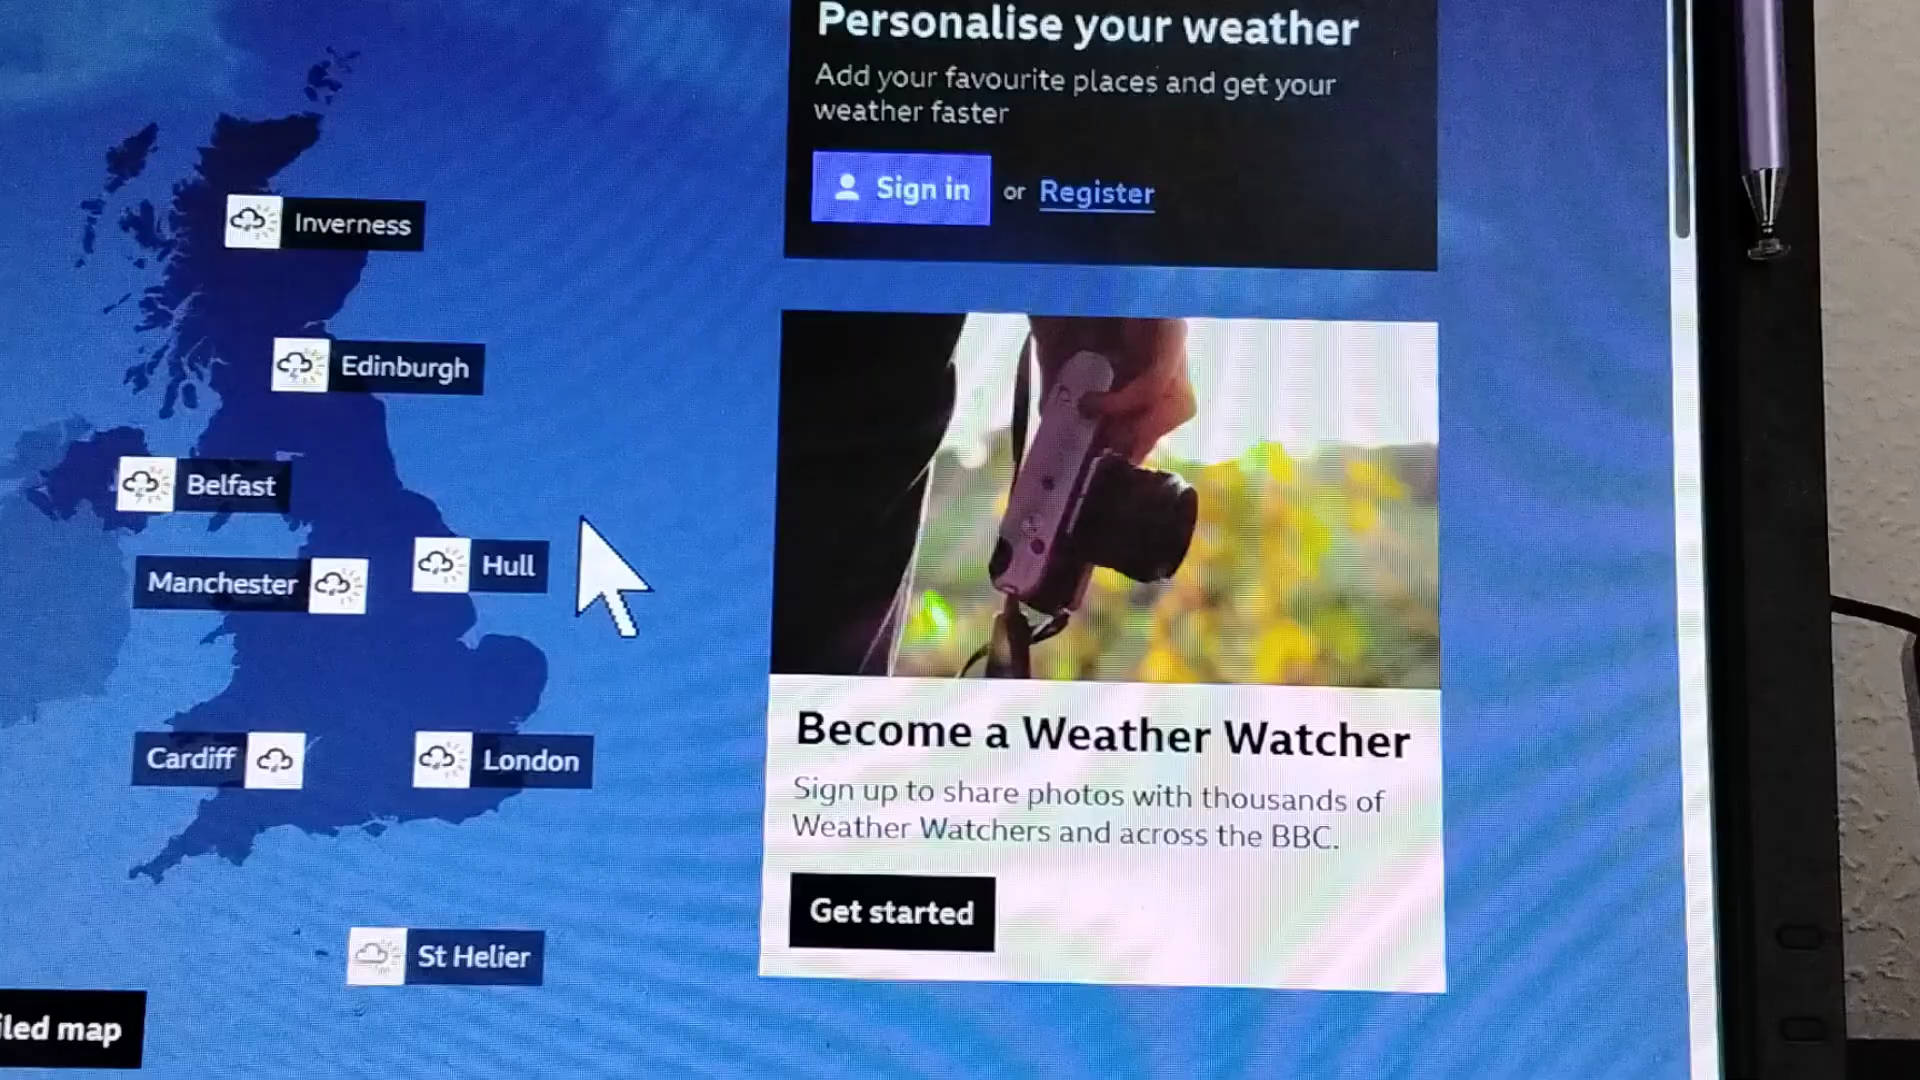 Personalise your weather
Add your favourite places and get your
weather faster
Sign in or Register
Inverness
Edinburgh
Belfast
Manchester
Hull
Cardiff
London
St Helier
iled map
Become a Weather Watcher
Sign up to share photos with thousands of
Weather Watchers and across the BBC.
Get started